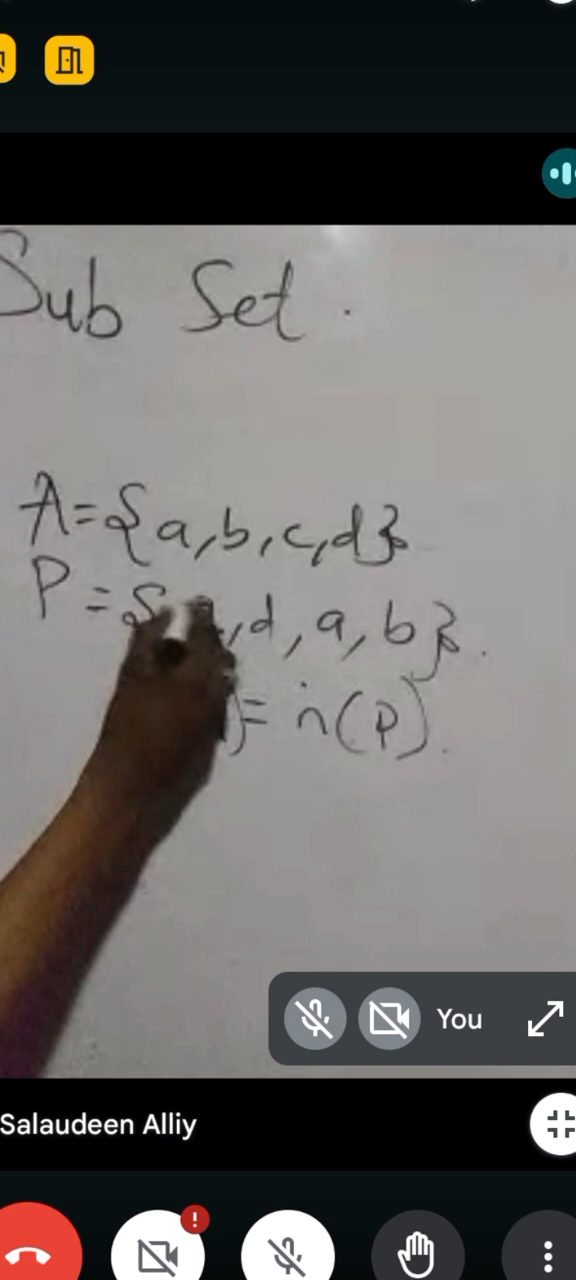 Sub Set.
A={a,b,c,d}
P={ ,d,a,b}.
)=n(P).
You
Salaudeen Alliy
!